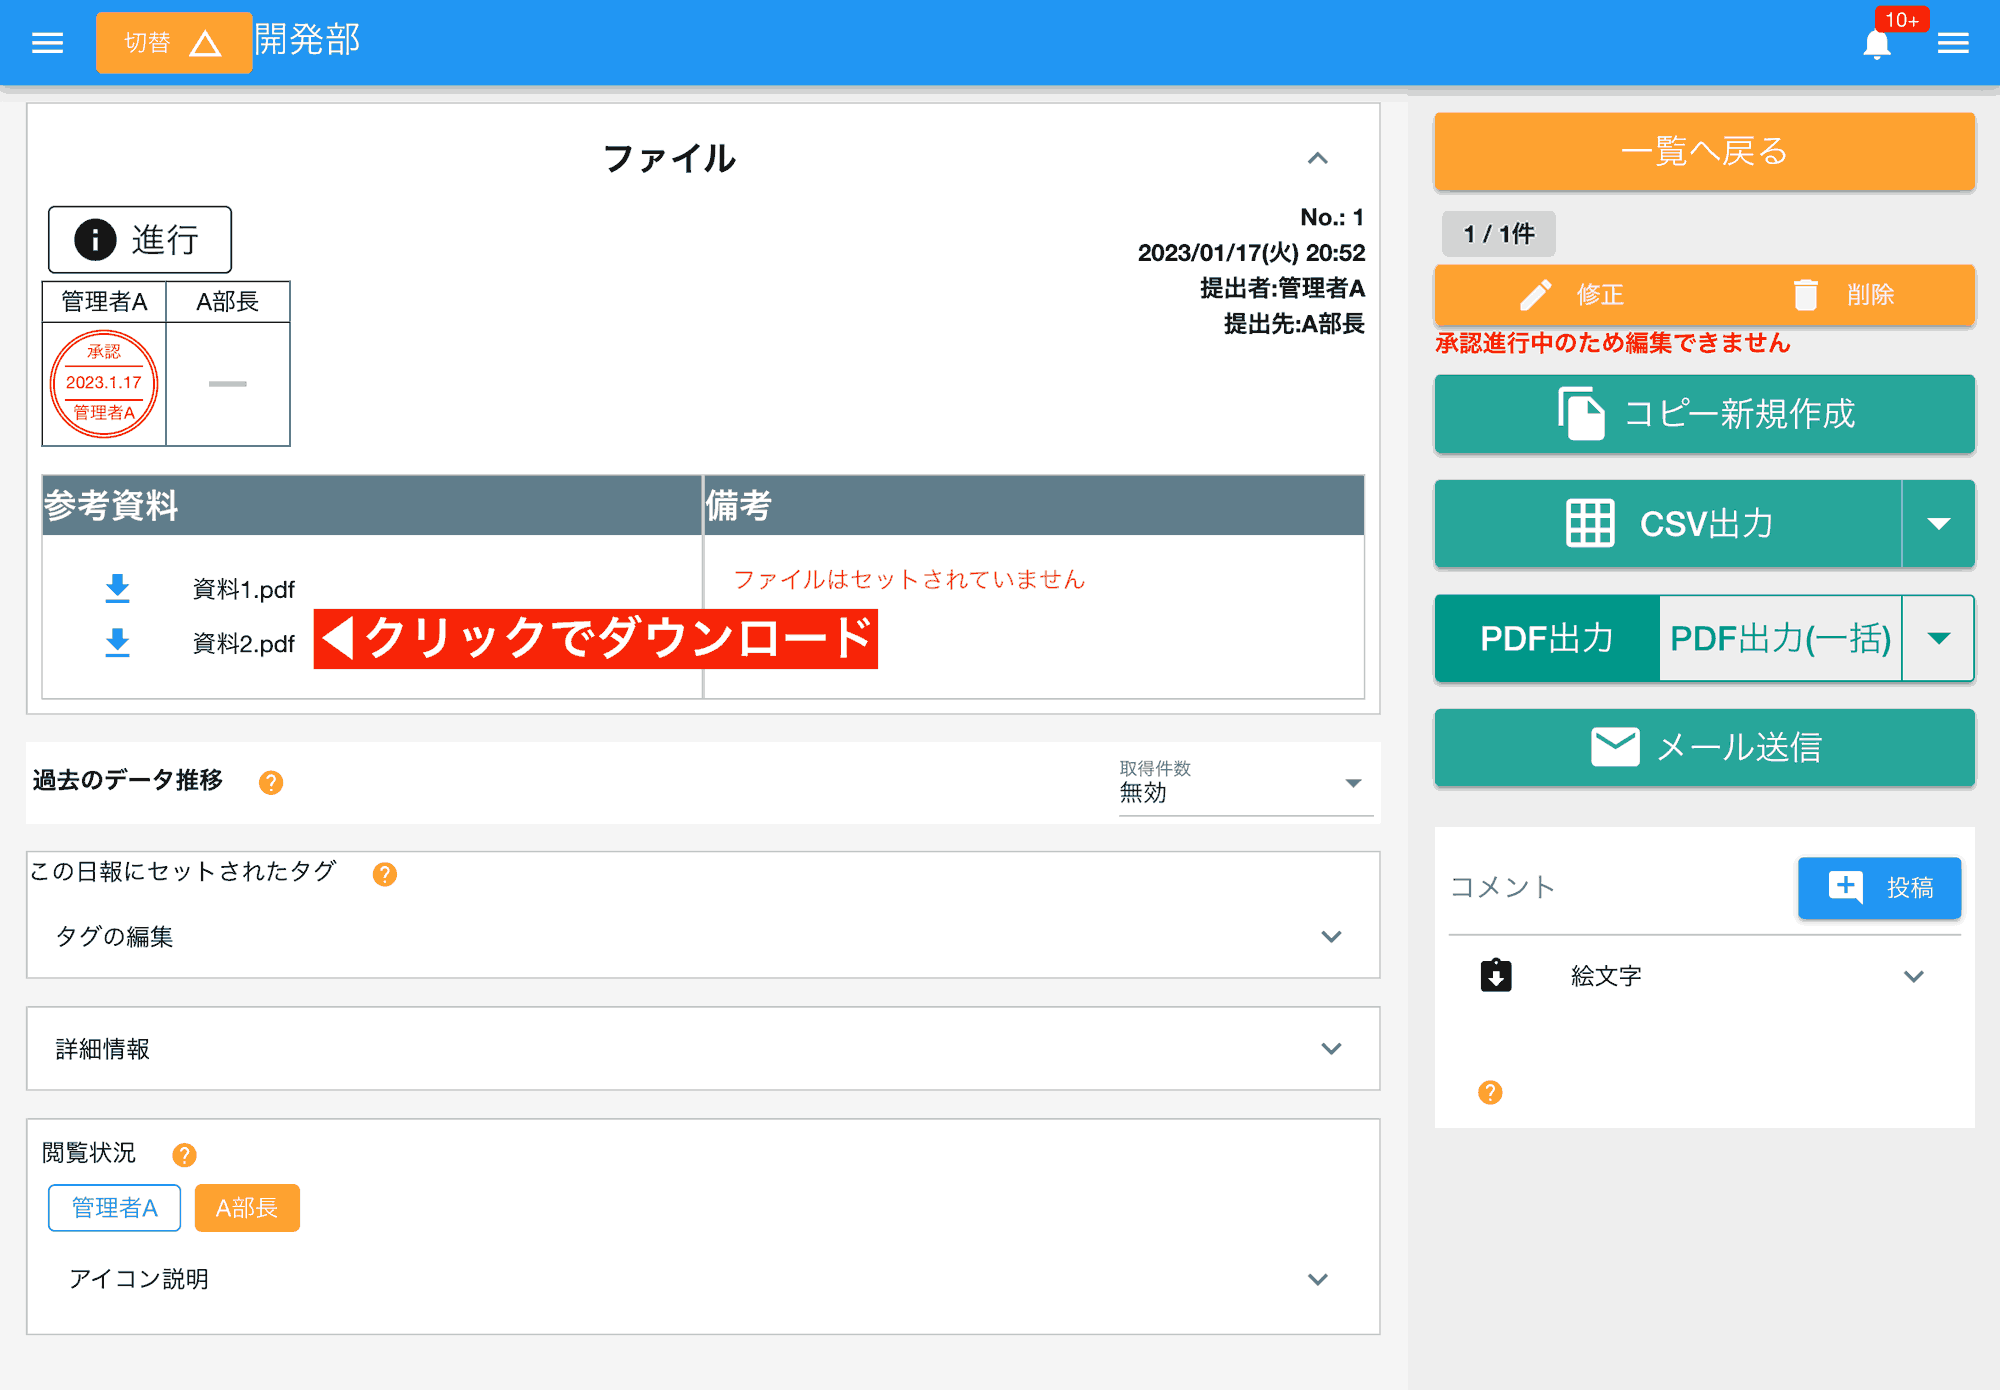 切替
開発部
10+
ファイル
進行
No.: 1
2023/01/17(火) 20:52
提出者:管理者A
提出先:A部長
管理者A
A部長
承認
2023.1.17
管理者A
参考資料
備考
資料1.pdf
資料2.pdf
ファイルはセットされていません
◀クリックでダウンロード
過去のデータ推移
?
取得件数
無効
この日報にセットされたタグ
?
タグの編集
詳細情報
閲覧状況
?
管理者A
A部長
アイコン説明
一覧へ戻る
1 / 1件
修正
削除
承認進行中のため編集できません
コピー新規作成
CSV出力
PDF出力
PDF出力(一括)
メール送信
コメント
投稿
絵文字
?